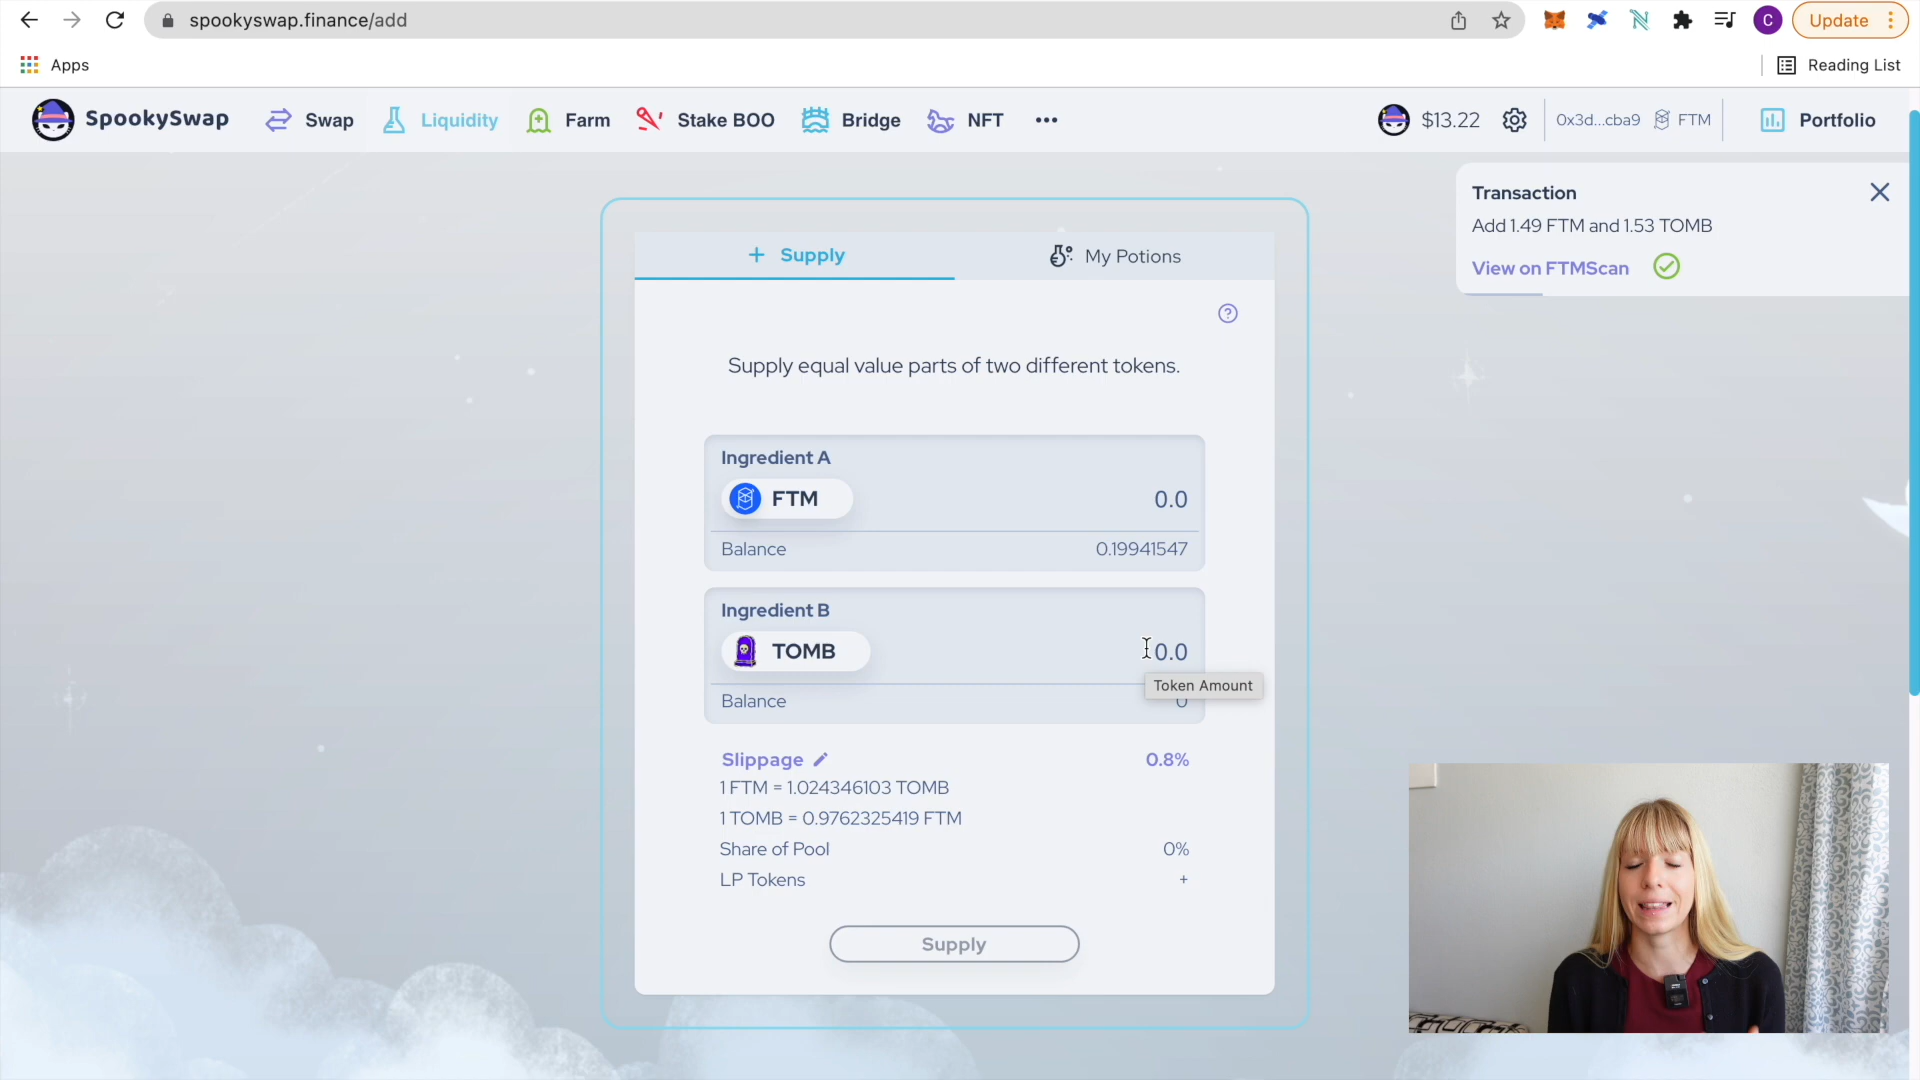 spookyswap.finance/add
C
Update
Apps
Reading List
SpookySwap
Swap
Liquidity
Farm
Stake BOO
Bridge
NFT
$13.22
0x3d...cba9
FTM
Portfolio
Transaction
Add 1.49 FTM and 1.53 TOMB
View on FTMScan
+ Supply
My Potions
?
Supply equal value parts of two different tokens.
Ingredient A
FTM
0.0
Balance
0.19941547
Ingredient B
TOMB
0.0
Token Amount
Balance
0
Slippage
0.8%
1 FTM = 1.024346103 TOMB
1 TOMB = 0.9762325419 FTM
Share of Pool
0%
LP Tokens
+
Supply